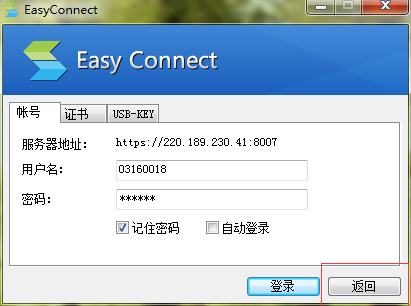 EasyConnect
Easy Connect
帐号 证书 USB-KEY
服务器地址： https://220.189.230.41:8007
用户名： 03160018
密码： ******
记住密码 自动登录
登录 返回